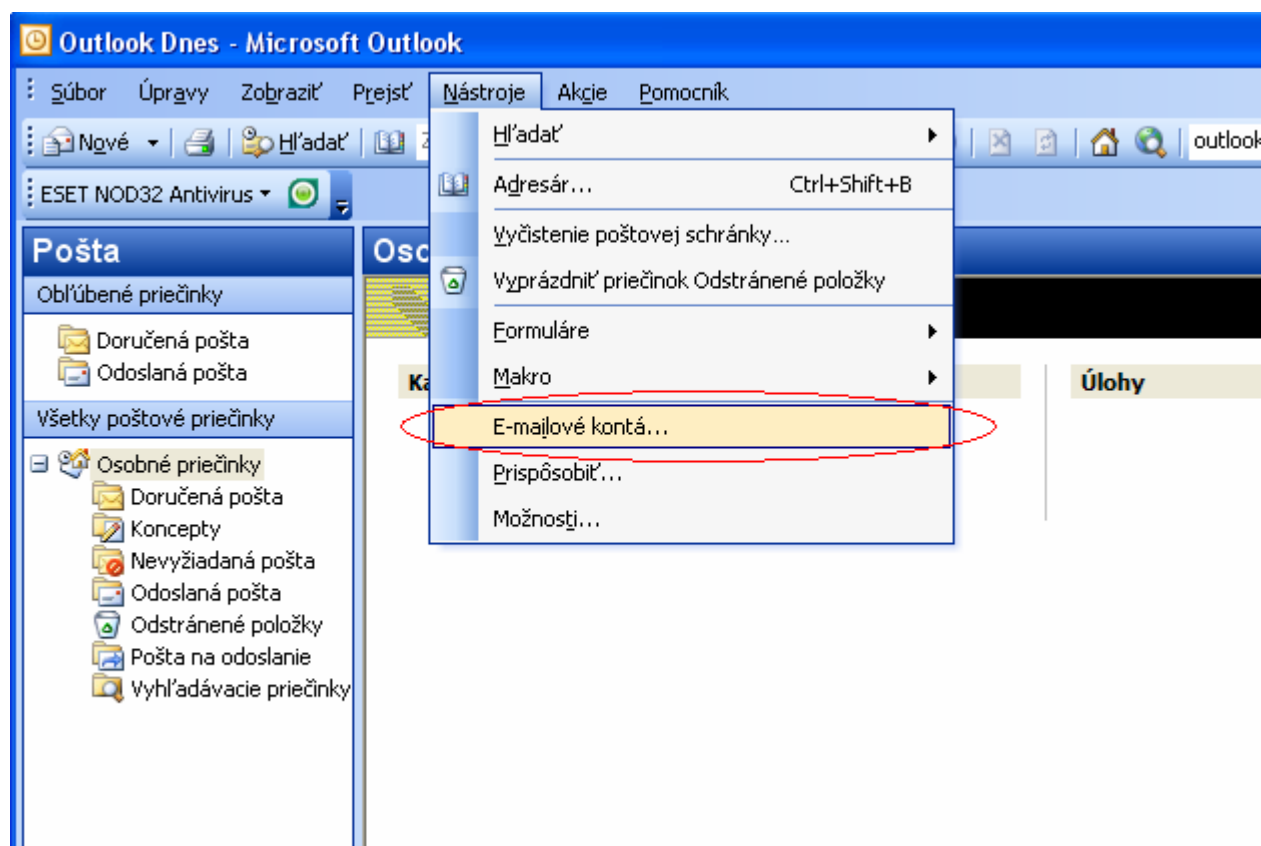 Outlook Dnes - Microsoft Outlook
Súbor Úpravy Zobraziť Prejsť Nástroje Akcie Pomocník
Nové Hľadať outlook
ESET NOD32 Antivirus
Hľadať
Adresár... Ctrl+Shift+B
Vyčistenie poštovej schránky...
Vyprázdniť priečinok Odstránené položky
Formuláre
Makro
E-mailové kontá...
Prispôsobiť...
Možnosti...
Pošta
Obľúbené priečinky
Doručená pošta
Odoslaná pošta
Všetky poštové priečinky
Osobné priečinky
Doručená pošta
Koncepty
Nevyžiadaná pošta
Odoslaná pošta
Odstránené položky
Pošta na odoslanie
Vyhľadávacie priečinky
Úlohy